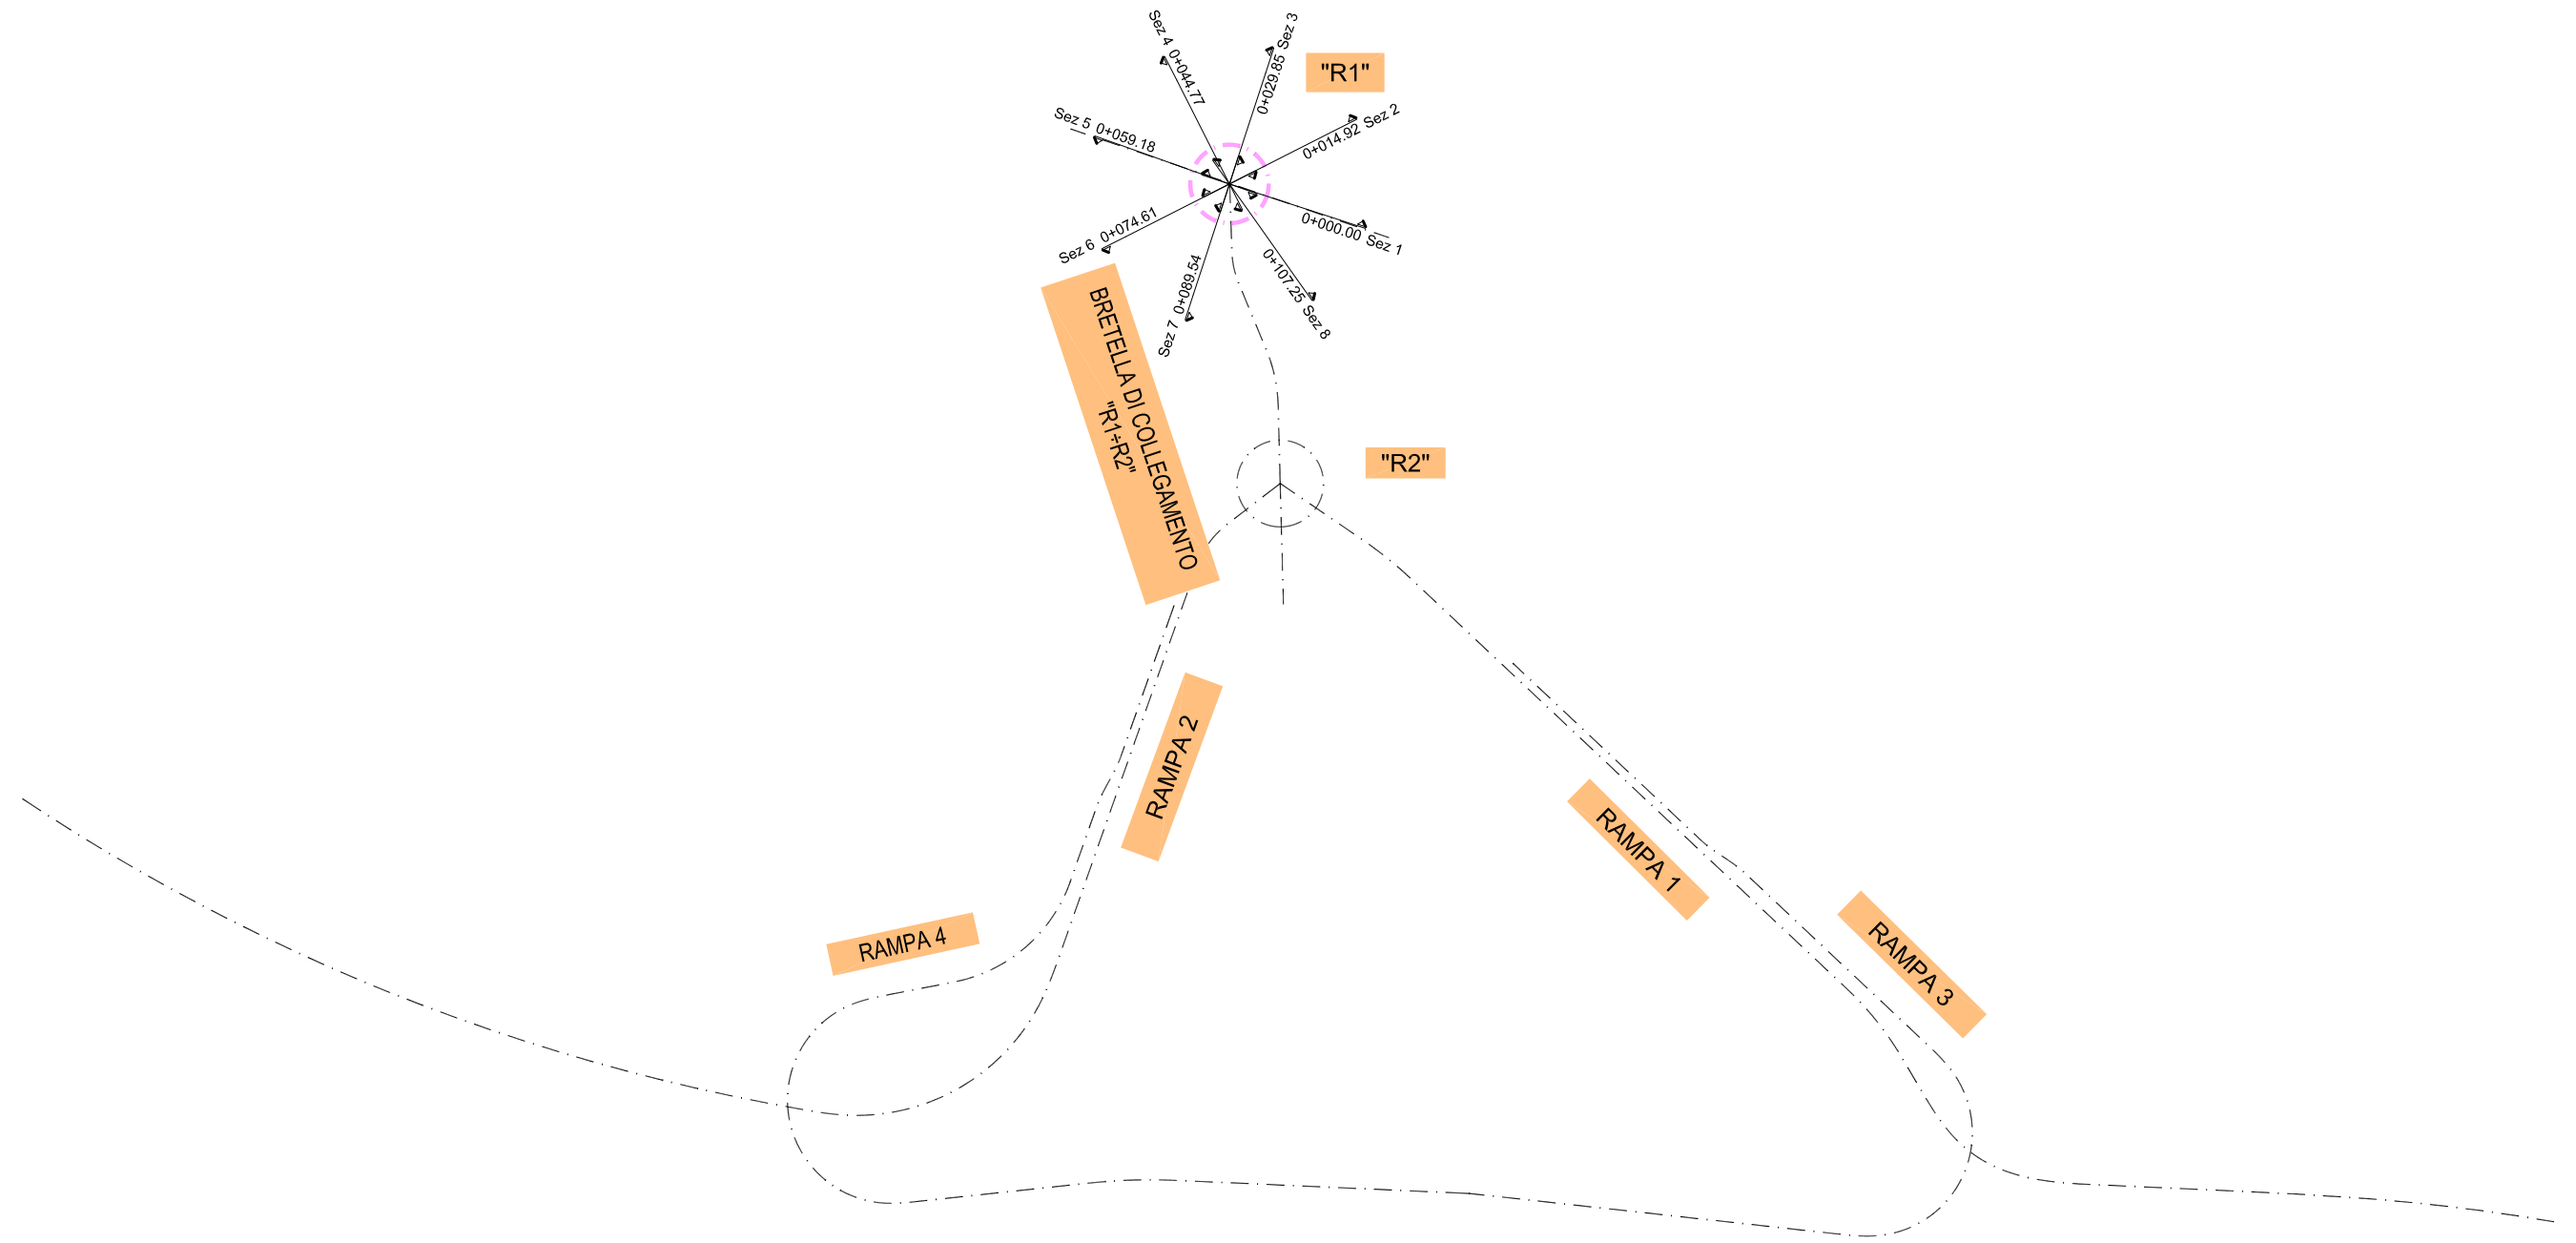 Sez 4 0+044.77
0+029.85 Sez 3
"R1"
Sez 5 0+059.18
0+014.92 Sez 2
Sez 6 0+074.61
0+000.00 Sez 1
Sez 7 0+089.54
0+107.25 Sez 8
BRETELLA DI COLLEGAMENTO
"R1÷R2"
"R2"
RAMPA 2
RAMPA 1
RAMPA 4
RAMPA 3